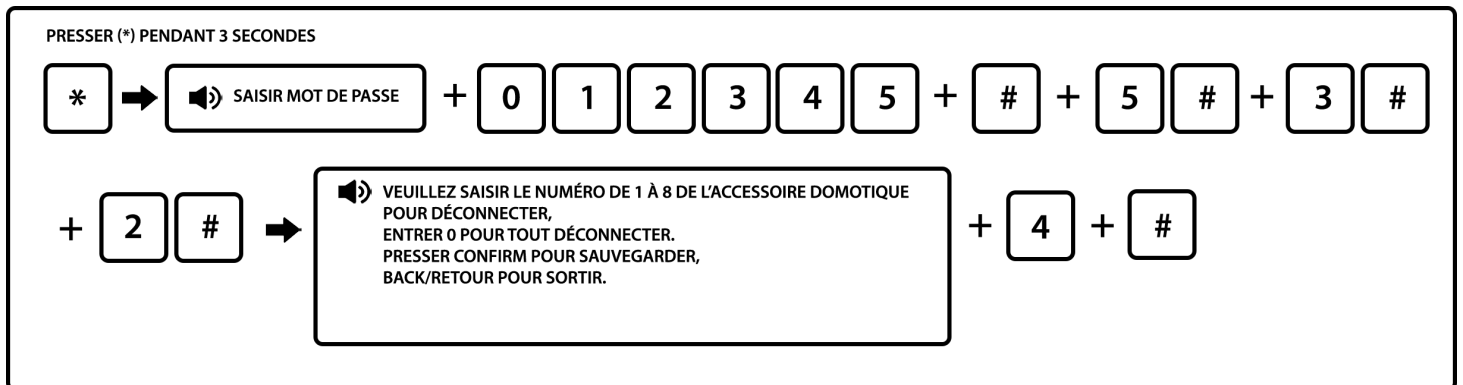 PRESSER (*) PENDANT 3 SECONDES
* SAISIR MOT DE PASSE + 0 1 2 3 4 5 + # + 5 # + 3 #
+ 2 # VEUILLEZ SAISIR LE NUMÉRO DE 1 À 8 DE L'ACCESSOIRE DOMOTIQUE
POUR DÉCONNECTER,
ENTRER 0 POUR TOUT DÉCONNECTER.
PRESSER CONFIRM POUR SAUVEGARDER,
BACK/RETOUR POUR SORTIR.
+ 4 + #